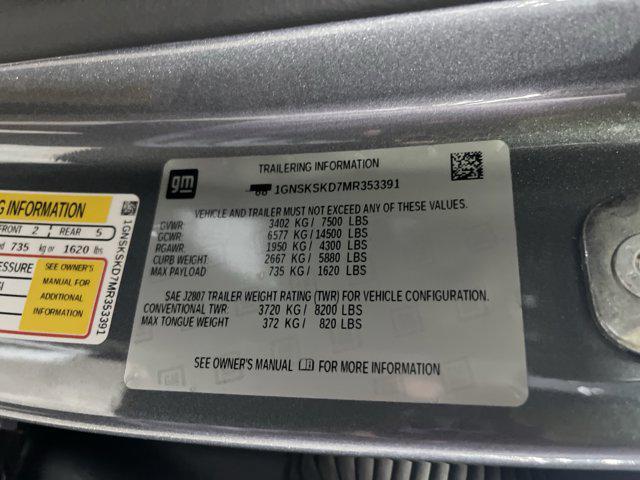 TRAILERING INFORMATION
gm
1GNSKSKD7MR353391
VEHICLE AND TRAILER MUST NOT EXCEED ANY OF THESE VALUES.
GVWR: 3402 KG / 7500 LBS
GCWR: 6577 KG / 14500 LBS
RGAWR: 1950 KG / 4300 LBS
CURB WEIGHT 2667 KG / 5880 LBS
MAX PAYLOAD 735 KG / 1620 LBS
SAE J2807 TRAILER WEIGHT RATING (TWR) FOR VEHICLE CONFIGURATION.
CONVENTIONAL TWR: 3720 KG / 8200 LBS
MAX TONGUE WEIGHT 372 KG / 820 LBS
SEE OWNER'S MANUAL FOR MORE INFORMATION
NG INFORMATION
FRONT 2 REAR 5
735 kg or 1620 lbs
PRESSURE
SEE OWNER'S
MANUAL FOR
ADDITIONAL
INFORMATION
1GNSKSKD7MR353391